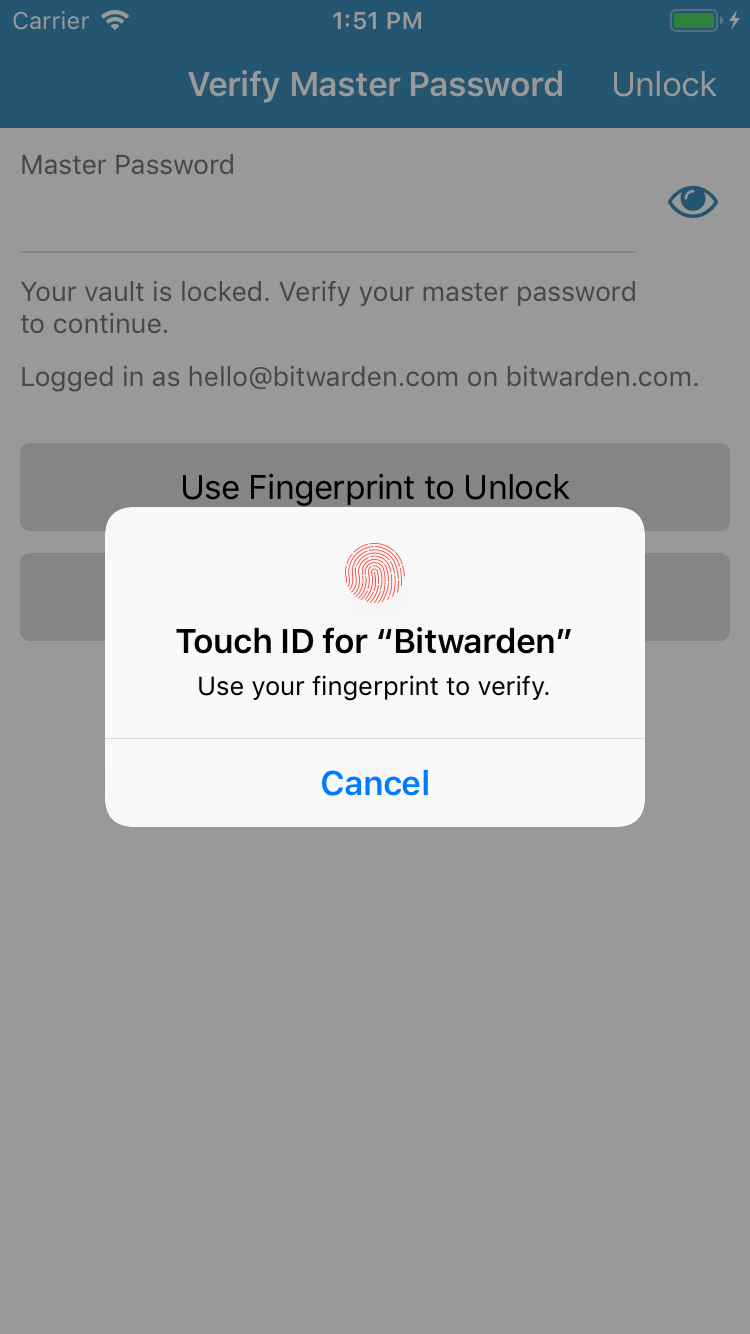 Carrier 1:51 PM
Verify Master Password Unlock
Master Password
Your vault is locked. Verify your master password
to continue.
Logged in as hello@bitwarden.com on bitwarden.com.
Use Fingerprint to Unlock
Touch ID for “Bitwarden”
Use your fingerprint to verify.
Cancel